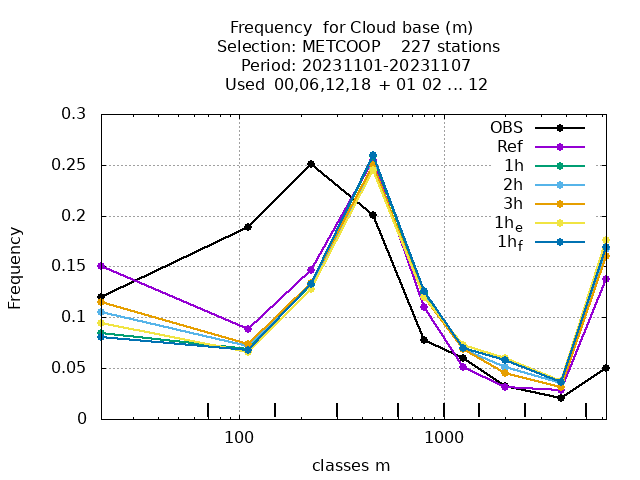 Frequency  for Cloud base (m)
Selection: METCOOP    227 stations
Period: 20231101-20231107
Used  00,06,12,18 + 01 02 ... 12
0.3
0.25
0.2
0.15
0.1
0.05
0
Frequency
100
1000
classes m
OBS
Ref
1h
2h
3h
1he
1hf